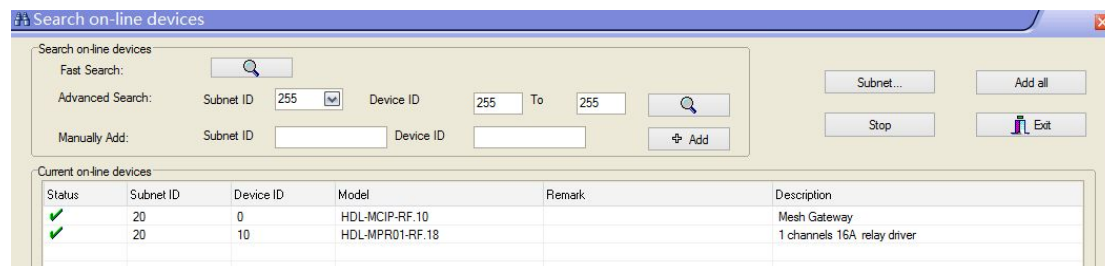 Search on-line devices
Search on-line devices
Fast Search:
Subnet...
Add all
Advanced Search: Subnet ID 255 Device ID 255 To 255
Stop
Exit
Manually Add: Subnet ID Device ID Add
Current on-line devices
Status Subnet ID Device ID Model Remark Description
20 0 HDL-MCIP-RF.10 Mesh Gateway
20 10 HDL-MPR01-RF.18 1 channels 16A relay driver